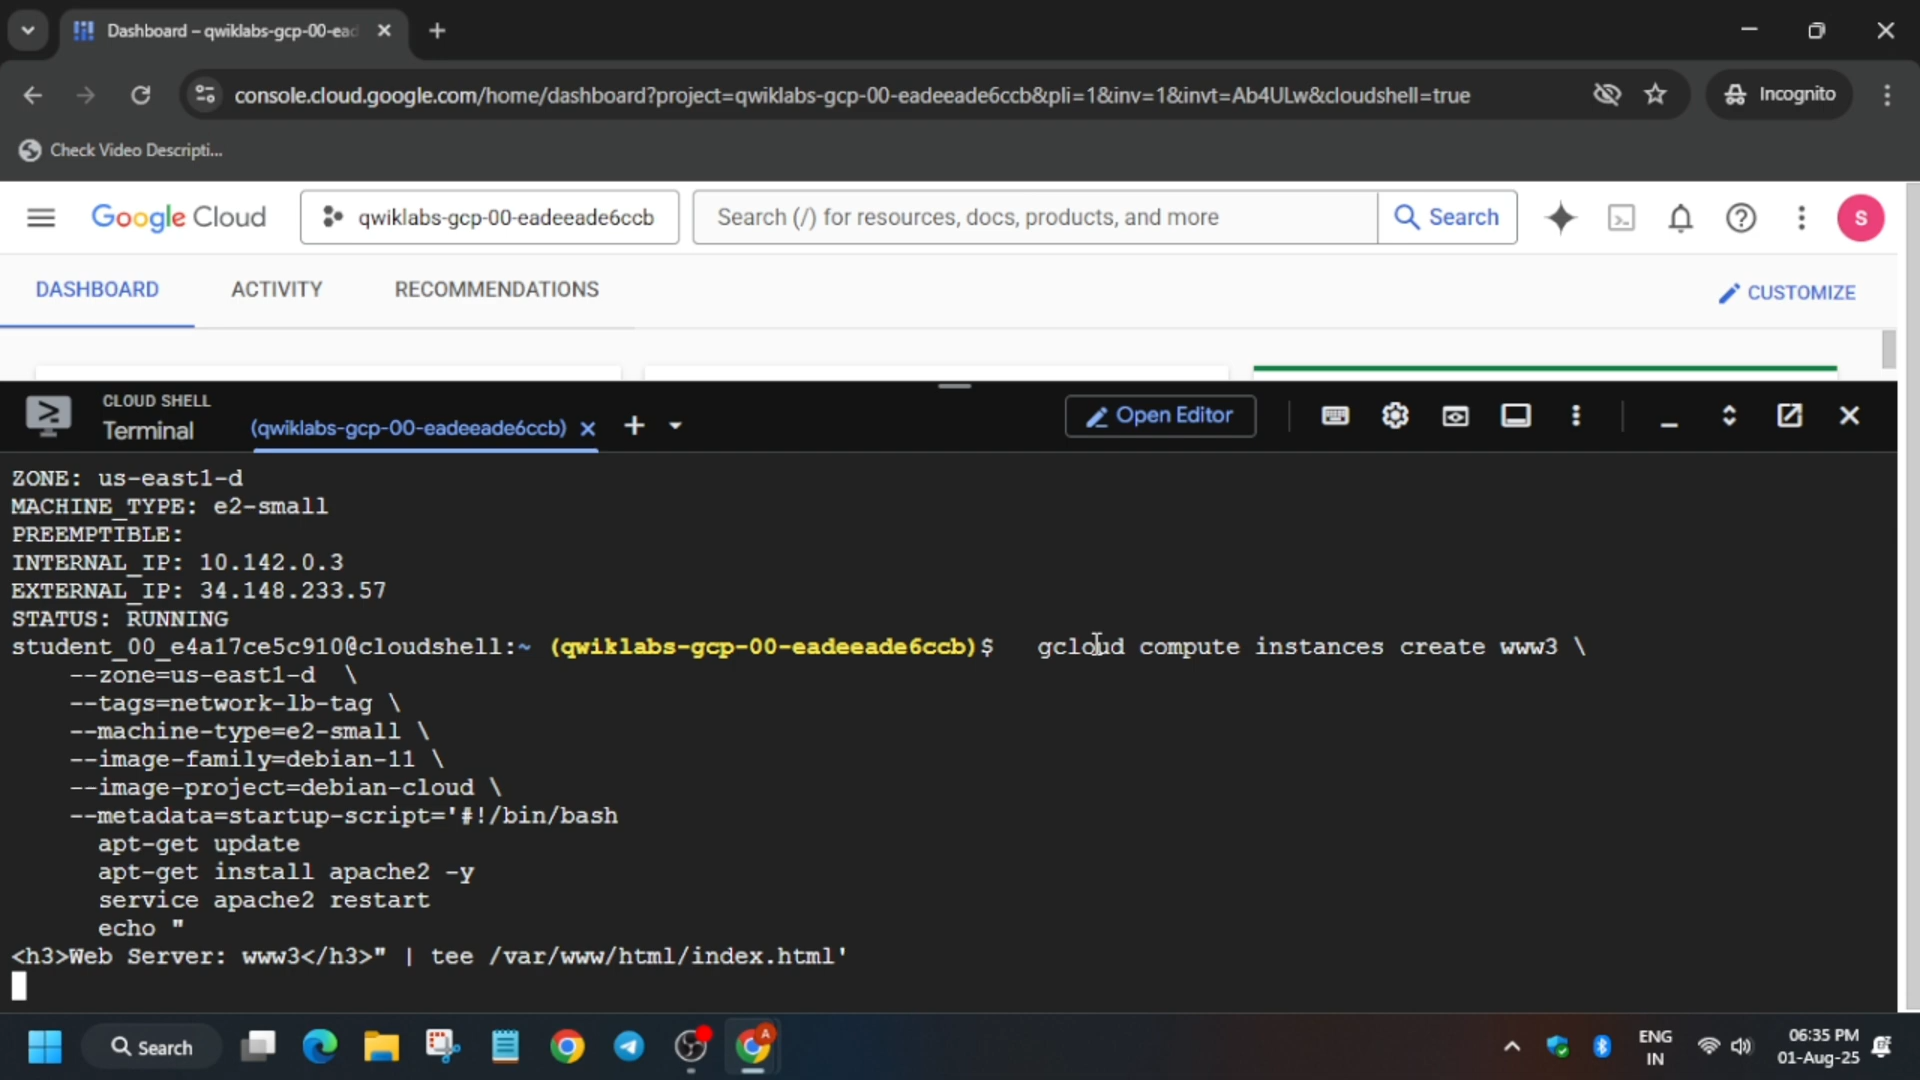 Dashboard – qwiklabs-gcp-00-ead
console.cloud.google.com/home/dashboard?project=qwiklabs-gcp-00-eadeeade6ccb&pli=1&inv=1&invt=Ab4ULw&cloudshell=true
Incognito
Check Video Descripti...
Google Cloud
qwiklabs-gcp-00-eadeeade6ccb
Search (/) for resources, docs, products, and more
Search
S
DASHBOARD
ACTIVITY
RECOMMENDATIONS
CUSTOMIZE
CLOUD SHELL
Terminal
(qwiklabs-gcp-00-eadeeade6ccb)
Open Editor
ZONE: us-east1-d
MACHINE_TYPE: e2-small
PREEMPTIBLE:
INTERNAL_IP: 10.142.0.3
EXTERNAL_IP: 34.148.233.57
STATUS: RUNNING
student_00_e4a17ce5c910@cloudshell:~ (qwiklabs-gcp-00-eadeeade6ccb)$   gcloud compute instances create www3 \
    --zone=us-east1-d  \
    --tags=network-lb-tag \
    --machine-type=e2-small \
    --image-family=debian-11 \
    --image-project=debian-cloud \
    --metadata=startup-script='#!/bin/bash
      apt-get update
      apt-get install apache2 -y
      service apache2 restart
      echo "
<h3>Web Server: www3</h3>" | tee /var/www/html/index.html'
Search
A
ENG
IN
06:35 PM
01-Aug-25